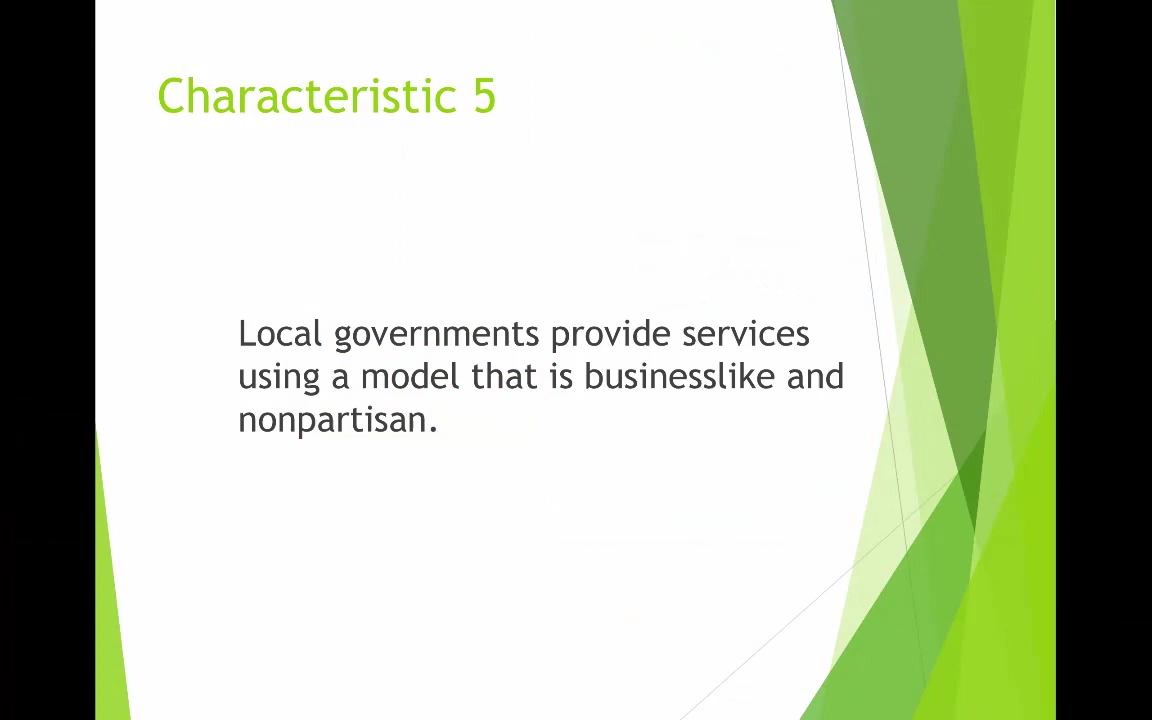 Characteristic 5
Local governments provide services
using a model that is businesslike and
nonpartisan.